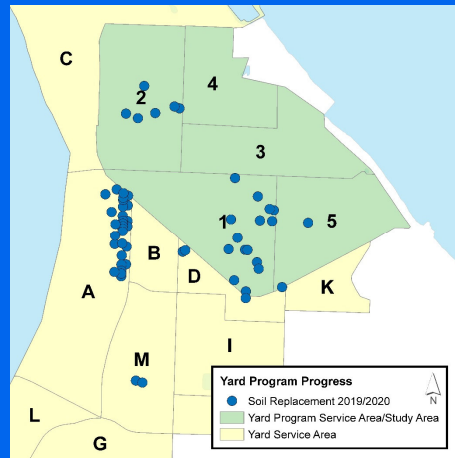 C
2
4
3
1
5
B
D
A
K
I
M
L
G
Yard Program Progress
Soil Replacement 2019/2020
Yard Program Service Area/Study Area
Yard Service Area
N